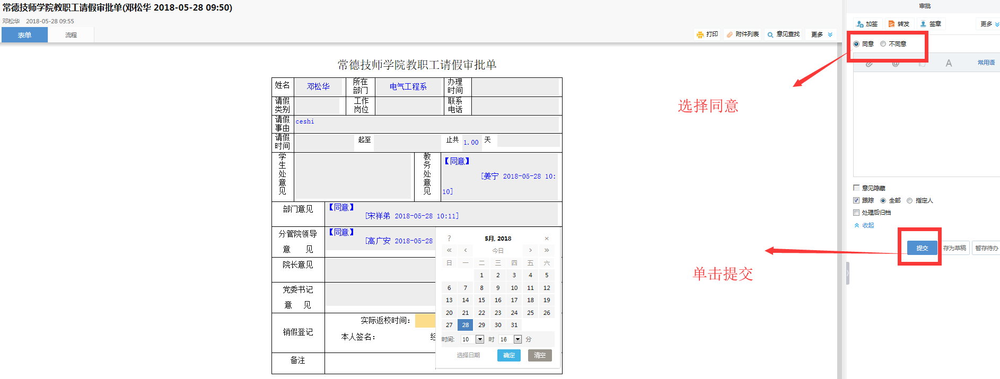 常德技师学院教职工请假审批单(邓松华 2018-05-28 09:50)
邓松华 2018-05-28 09:55
表单 流程
打印 附件列表 意见查找 更多
常德技师学院教职工请假审批单
姓名 邓松华 所在部门 电气工程系 办理时间
请假类别 工作岗位 联系电话
请假事由 ceshi
请假时间 起至 止共 1.00 天
学生处意见 教务处意见 【同意】
[姜宁 2018-05-28 10:
10]
部门意见 【同意】
[宋祥弟 2018-05-28 10:11]
分管院领导 【同意】
意 见 [高广安 2018-05-28
院长意见
党委书记
意 见
销假登记 实际返校时间：
本人签名：
备注
? 5月, 2018 ×
« ‹ 今日 › »
日 一 二 三 四 五 六
1 2 3 4 5
6 7 8 9 10 11 12
13 14 15 16 17 18 19
20 21 22 23 24 25 26
27 28 29 30 31
时间: 10 时 16 分
选择日期 确定 清空
审批
加签 转发 签章 更多
同意 不同意
A 常用语
选择同意
意见隐藏
跟踪 全部 指定人
处理后归档
收起
提交 存为草稿 暂存待办
单击提交